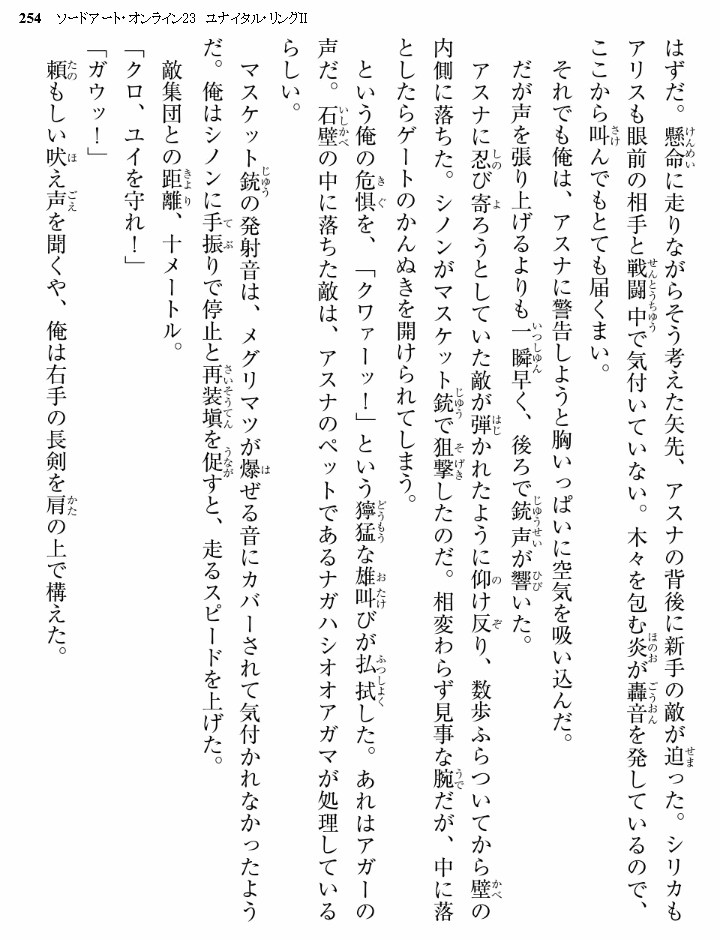 254 ソードアート・オンライン23 ユナイタル・リングII
はずだ。懸命に走りながらそう考えた矢先、アスナの背後に新手の敵が迫った。シリカも
アリスも眼前の相手と戦闘中で気付いていない。木々を包む炎が轟音を発しているので、
ここから叫んでもとても届くまい。
それでも俺は、アスナに警告しようと胸いっぱいに空気を吸い込んだ。
だが声を張り上げるよりも一瞬早く、後ろで銃声が響いた。
アスナに忍び寄ろうとしていた敵が弾かれたように仰け反り、数歩ふらついてから壁の
内側に落ちた。シノンがマスケット銃で狙撃したのだ。相変わらず見事な腕だが、中に落
としたらゲートのかんぬきを開けられてしまう。
という俺の危惧を、「クワァーッ！」という獰猛な雄叫びが払拭した。あれはアガーの
声だ。石壁の中に落ちた敵は、アスナのペットであるナガハシオオアガマが処理している
らしい。
マスケット銃の発射音は、メグリマツが爆ぜる音にカバーされて気付かれなかったよう
だ。俺はシノンに手振りで停止と再装塡を促すと、走るスピードを上げた。
敵集団との距離、十メートル。
「クロ、ユイを守れ！」
「ガウッ！」
頼もしい吠え声を聞くや、俺は右手の長剣を肩の上で構えた。